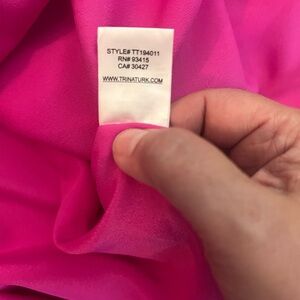 STYLE# TT194011
RN# 93415
CA# 30427
WWW.TRINATURK.COM